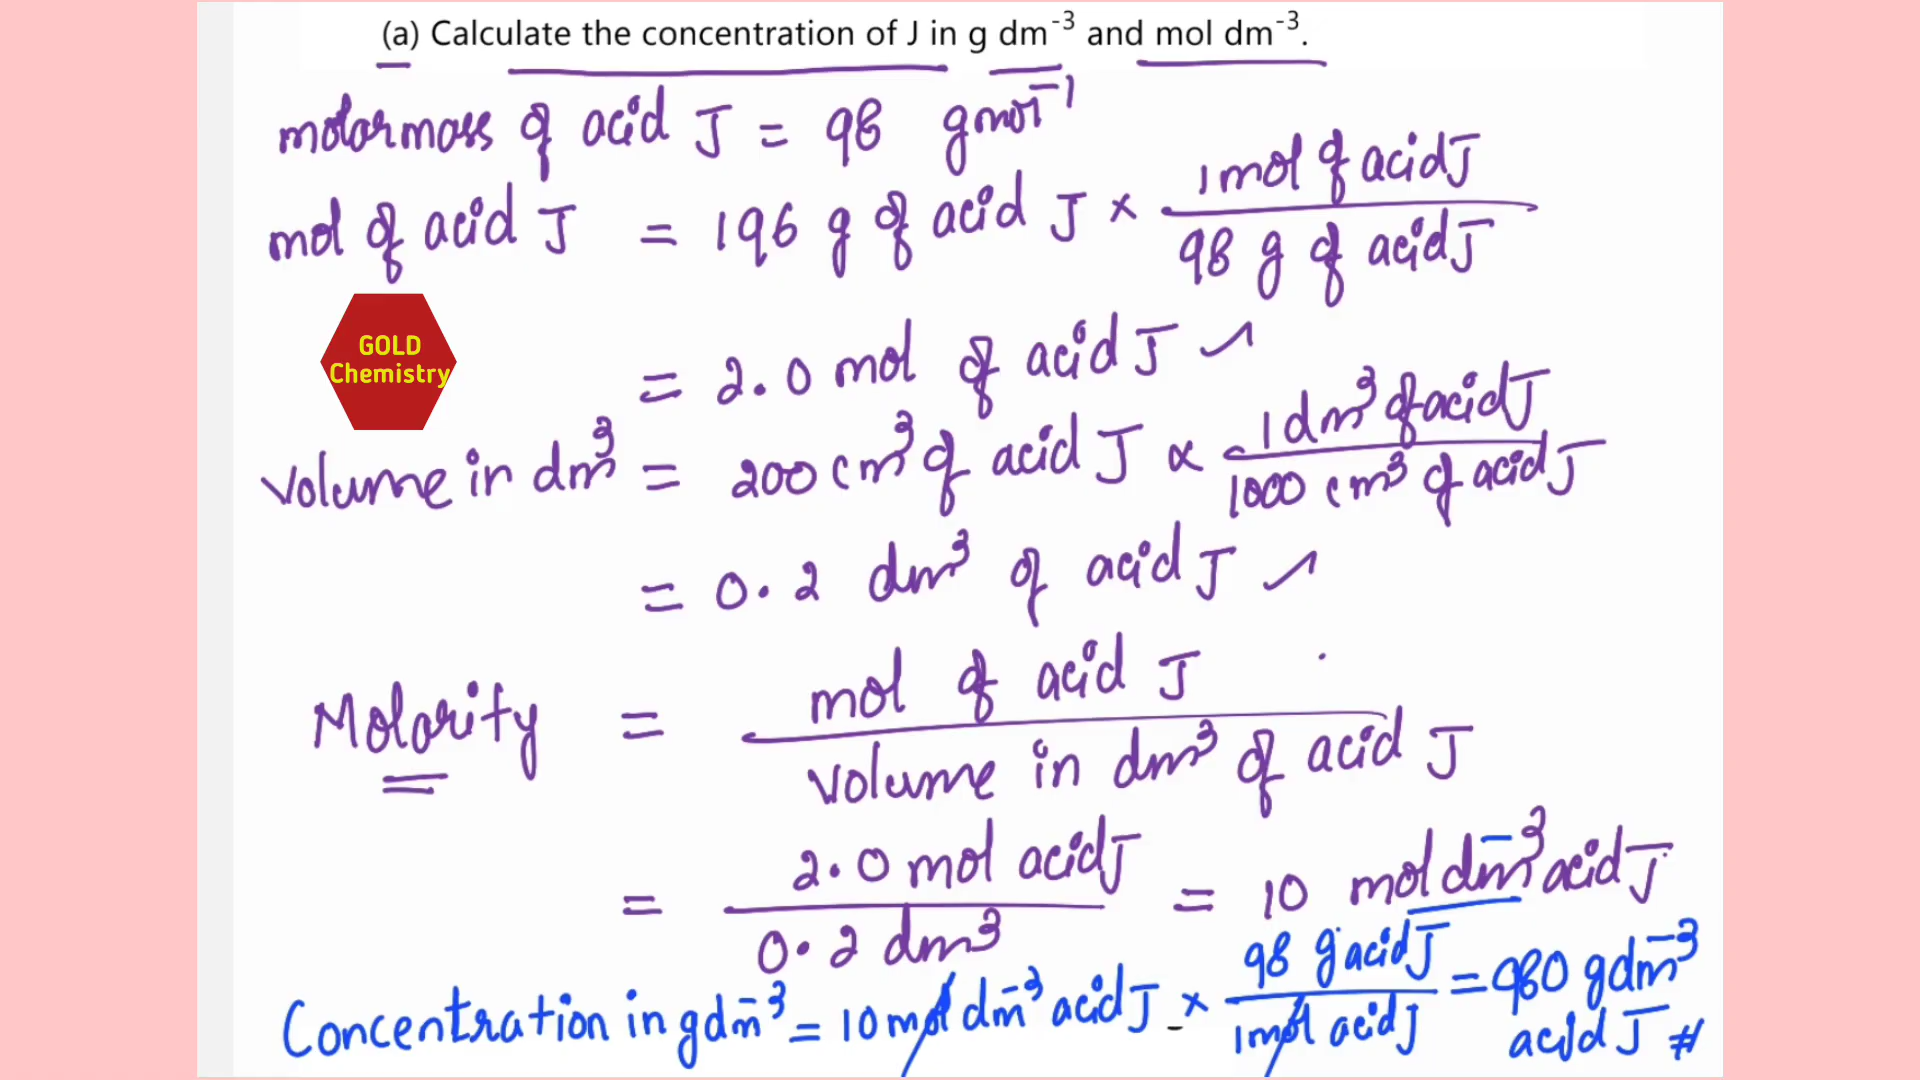 (a) Calculate the concentration of J in g dm⁻³ and mol dm⁻³.
molarmass of acid J = 98 gmol⁻¹
mol of acid J = 196 g of acid J × 1mol of acid J / 98 g of acid J
GOLD
Chemistry
= 2.0 mol of acid J ✓
Volume in dm³ = 200 cm³ of acid J × 1 dm³ of acid J / 1000 cm³ of acid J
= 0.2 dm³ of acid J ✓
Molarity = mol of acid J / Volume in dm³ of acid J
= 2.0 mol acid J / 0.2 dm³ = 10 mol dm⁻³ acid J
Concentration in gdm⁻³ = 10 mol dm⁻³ acid J × 98 g acid J / 1mol acid J = 980 gdm⁻³
acid J #